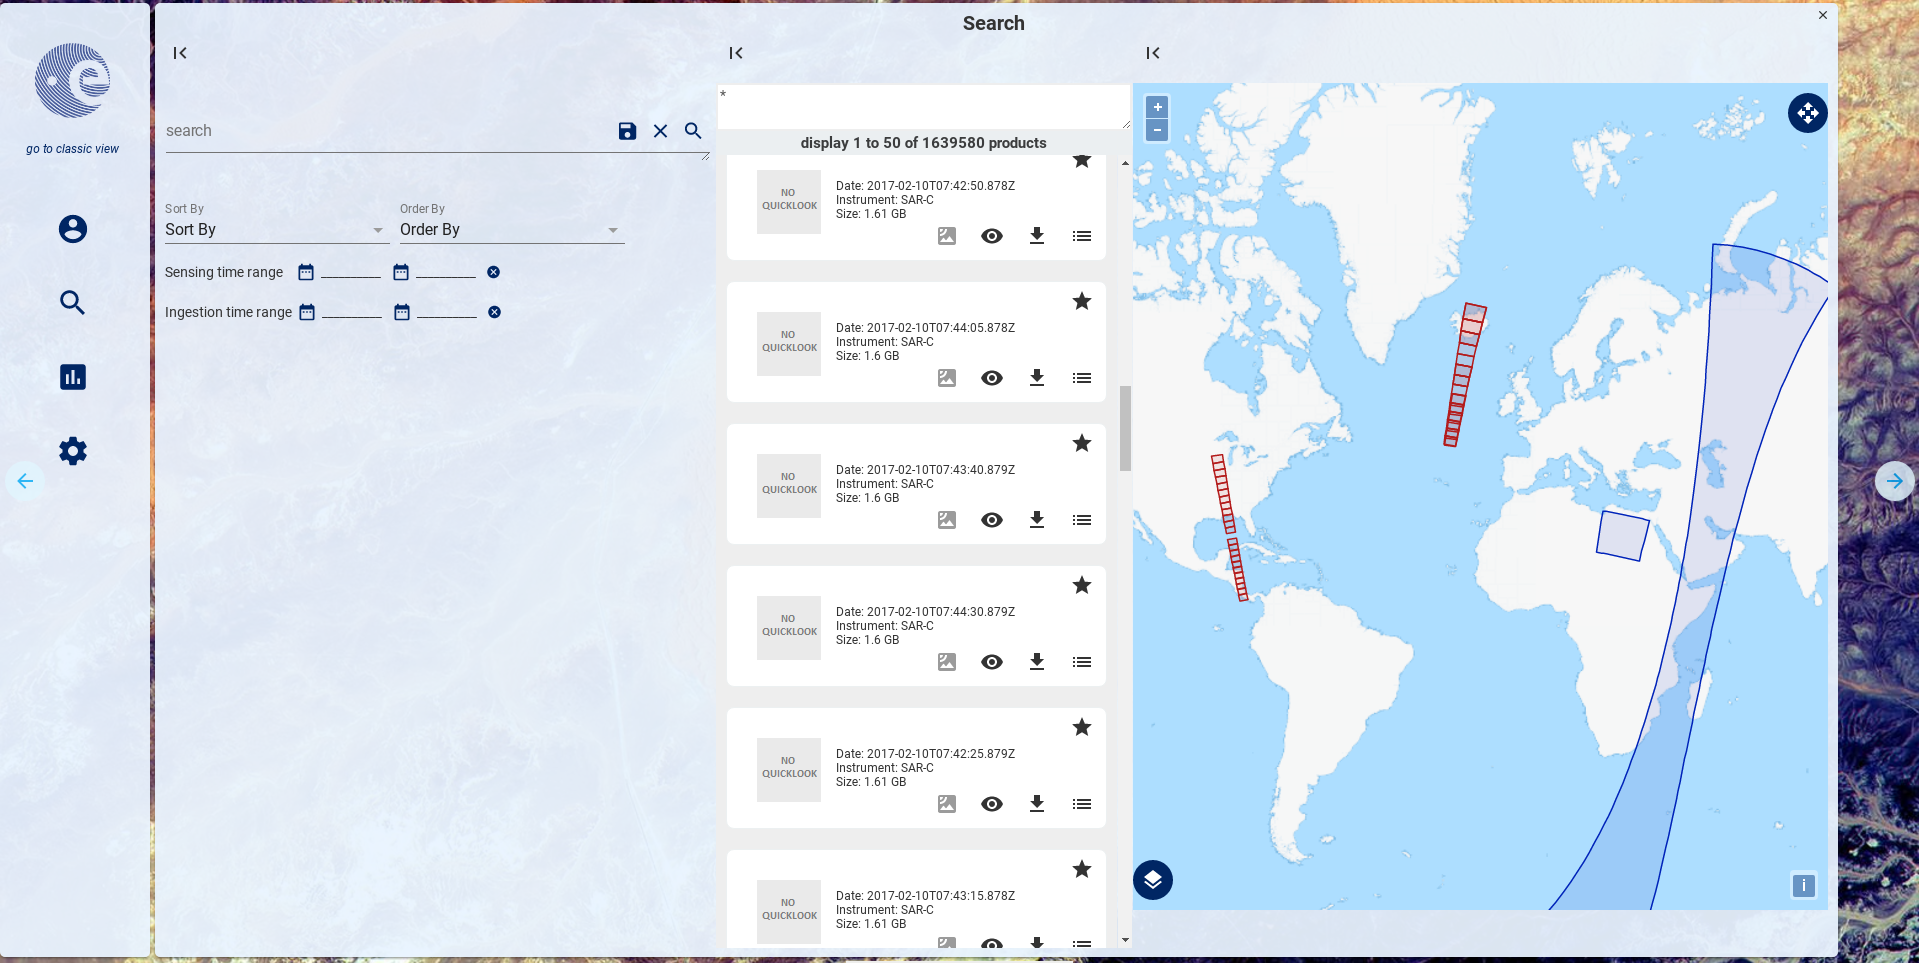 Search
go to classic view
search
Sort By
Sort By
Order By
Order By
Sensing time range
Ingestion time range
*
display 1 to 50 of 1639580 products
NO
QUICKLOOK
Date: 2017-02-10T07:42:50.878Z
Instrument: SAR-C
Size: 1.61 GB
NO
QUICKLOOK
Date: 2017-02-10T07:44:05.878Z
Instrument: SAR-C
Size: 1.6 GB
NO
QUICKLOOK
Date: 2017-02-10T07:43:40.879Z
Instrument: SAR-C
Size: 1.6 GB
NO
QUICKLOOK
Date: 2017-02-10T07:44:30.879Z
Instrument: SAR-C
Size: 1.6 GB
NO
QUICKLOOK
Date: 2017-02-10T07:42:25.879Z
Instrument: SAR-C
Size: 1.61 GB
NO
QUICKLOOK
Date: 2017-02-10T07:43:15.878Z
Instrument: SAR-C
Size: 1.61 GB
+
-
i